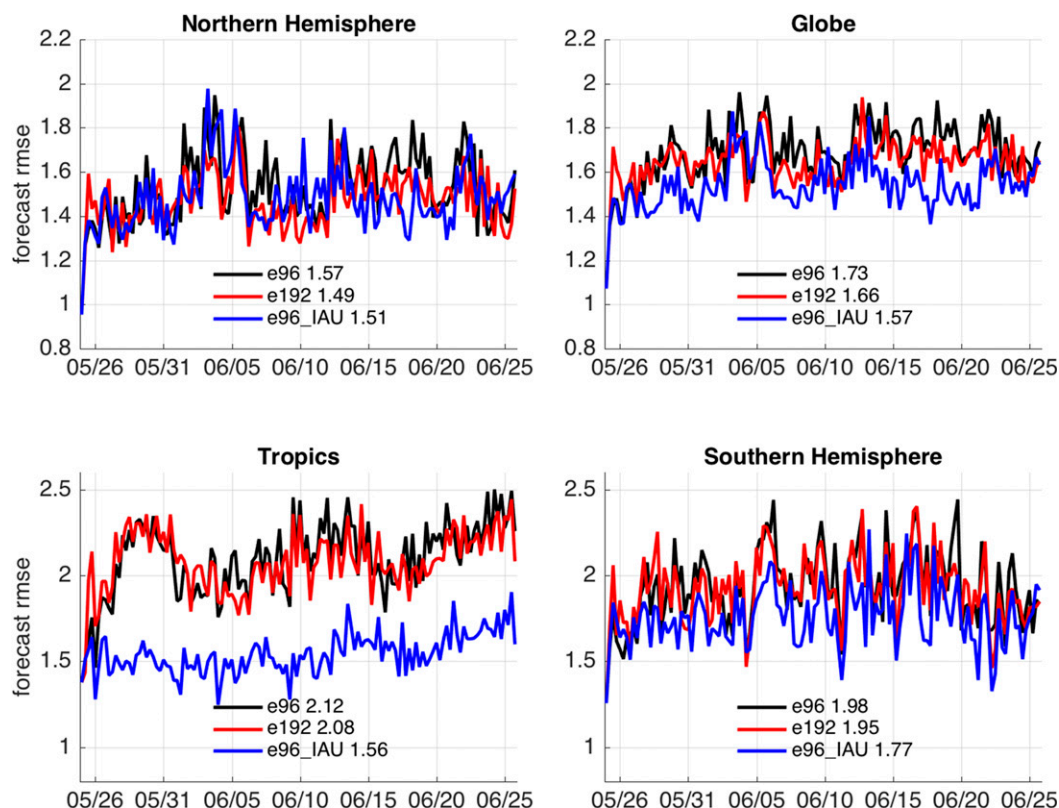 Northern Hemisphere
forecast rmse
2.2
2
1.8
1.6
1.4
1.2
1
0.8
e96 1.57
e192 1.49
e96_IAU 1.51
05/26 05/31 06/05 06/10 06/15 06/20 06/25
Globe
2.2
2
1.8
1.6
1.4
1.2
1
0.8
e96 1.73
e192 1.66
e96_IAU 1.57
05/26 05/31 06/05 06/10 06/15 06/20 06/25
Tropics
forecast rmse
2.5
2
1.5
1
e96 2.12
e192 2.08
e96_IAU 1.56
05/26 05/31 06/05 06/10 06/15 06/20 06/25
Southern Hemisphere
2.5
2
1.5
1
e96 1.98
e192 1.95
e96_IAU 1.77
05/26 05/31 06/05 06/10 06/15 06/20 06/25